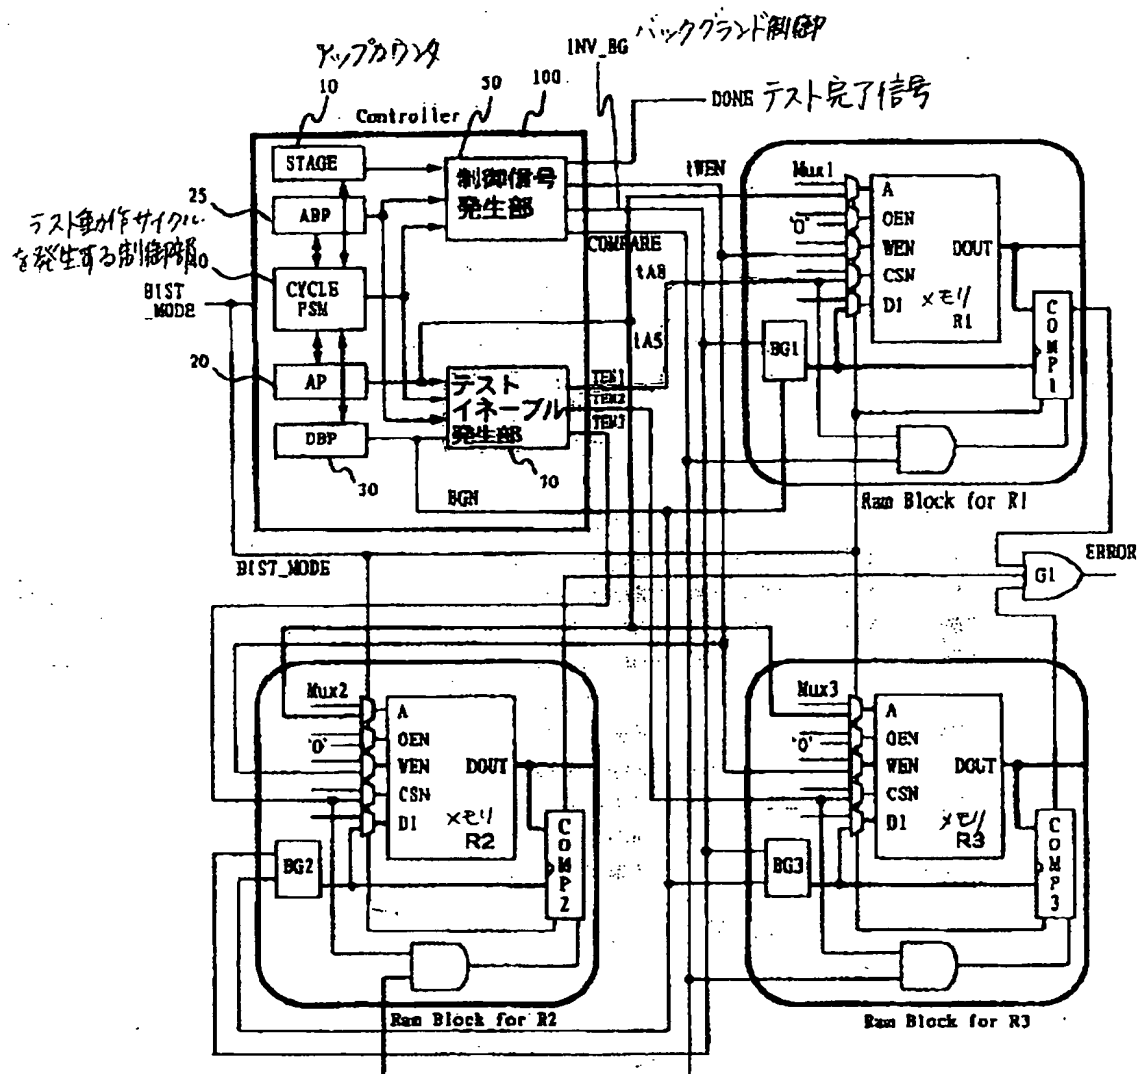 バックグランド制御
アップカウンタ
INV_BG
10
50
100
DONE テスト完了信号
Controller
STAGE
制御信号
発生部
tWEN
Mux1
A
25
ABP
'0'
OEN
テスト動作サイクル
を発生する制御部
WEN
DOUT
COMPARE
CSN
CYCLE
FSM
tAB
BIST
_MODE
DI
メモリ
R1
COMP1
BG1
tAS
20
AP
テスト
イネーブル
発生部
TEN1
TEN2
TEN3
DBP
30
70
BGN
Ram Block for R1
ERROR
BIST_MODE
G1
Mux2
A
'0'
OEN
WEN
DOUT
CSN
DI
メモリ
R2
COMP2
BG2
Ram Block for R2
Mux3
A
'0'
OEN
WEN
DOUT
CSN
DI
メモリ
R3
COMP3
BG3
Ram Block for R3